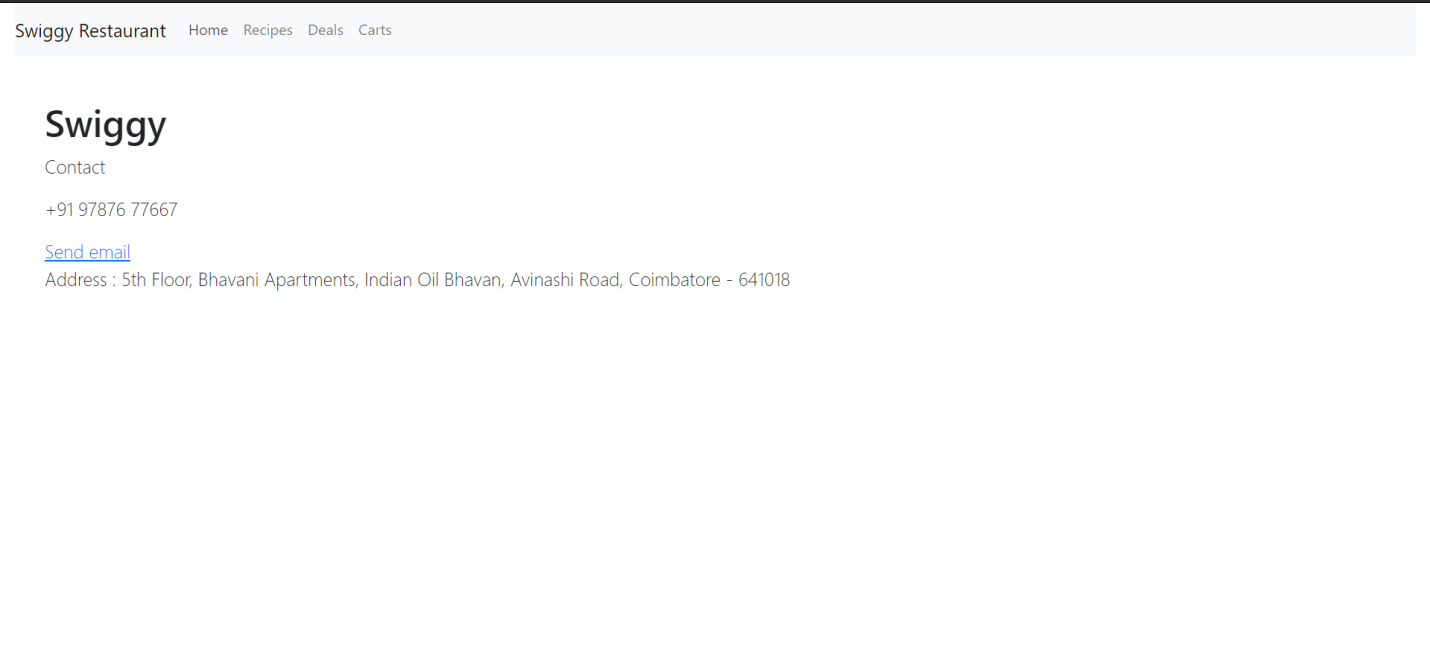 Swiggy Restaurant Home Recipes Deals Carts
Swiggy
Contact
+91 97876 77667
Send email
Address : 5th Floor, Bhavani Apartments, Indian Oil Bhavan, Avinashi Road, Coimbatore - 641018